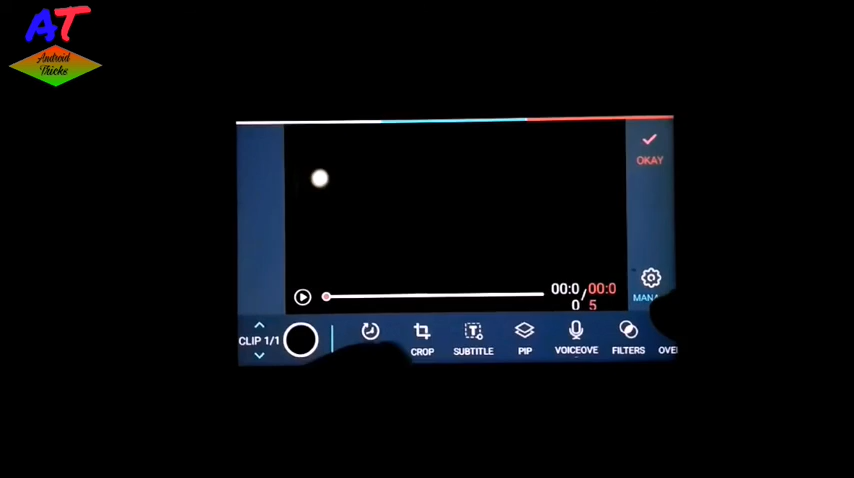 AT
Android
Tricks
OKAY
00:0
0
/
00:0
5
MANA
CLIP 1/1
CROP
SUBTITLE
PIP
VOICEOVE
FILTERS
OVE